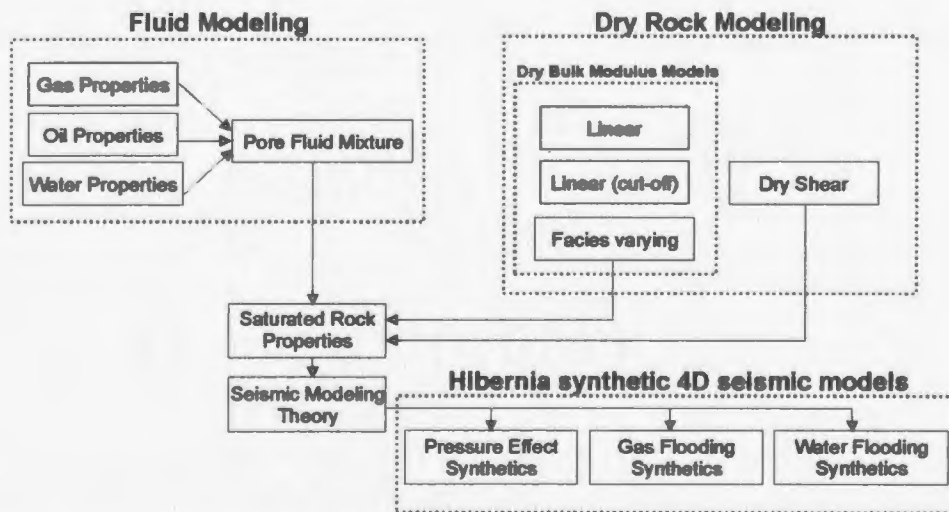 Fluid Modeling
Gas Properties
Oil Properties
Water Properties
Pore Fluid Mixture
Dry Rock Modeling
Dry Bulk Modulus Models
Linear
Linear (cut-off)
Facies varying
Dry Shear
Saturated Rock
Properties
Seismic Modeling
Theory
Hibernia synthetic 4D seismic models
Pressure Effect
Synthetics
Gas Flooding
Synthetics
Water Flooding
Synthetics